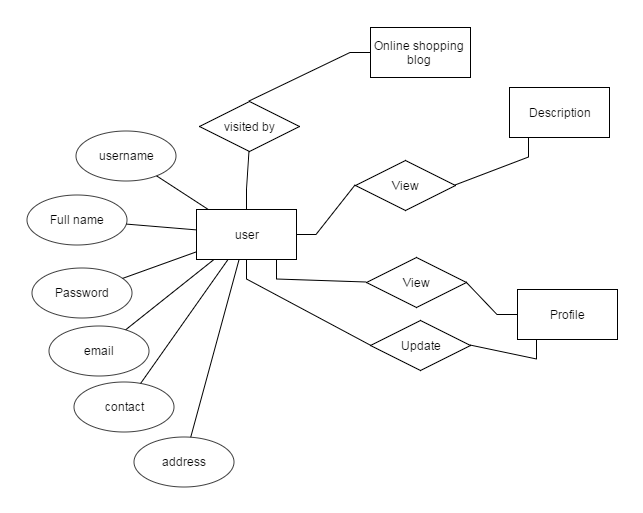 Online shopping
blog
Description
visited by
username
View
Full name
user
View
Password
Profile
Update
email
contact
address